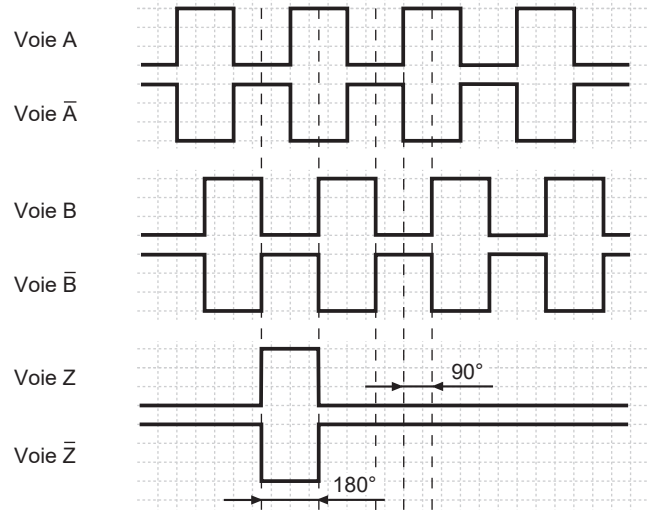 Voie A
Voie A̅
Voie B
Voie B̅
Voie Z
90°
Voie Z̅
180°